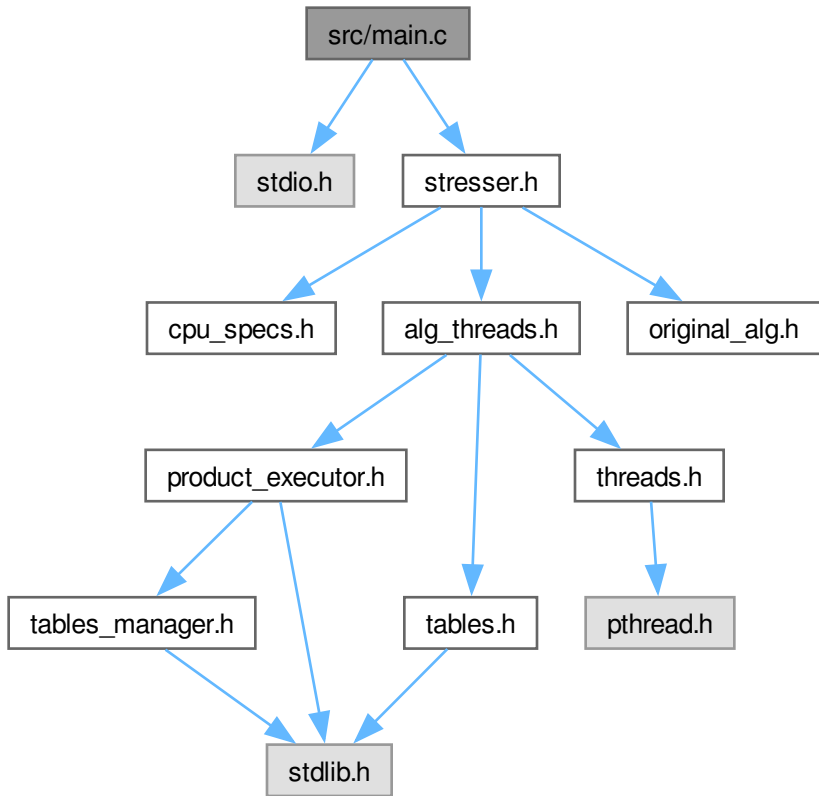 src/main.c
stdio.h
stresser.h
cpu_specs.h
alg_threads.h
original_alg.h
product_executor.h
threads.h
tables_manager.h
tables.h
pthread.h
stdlib.h